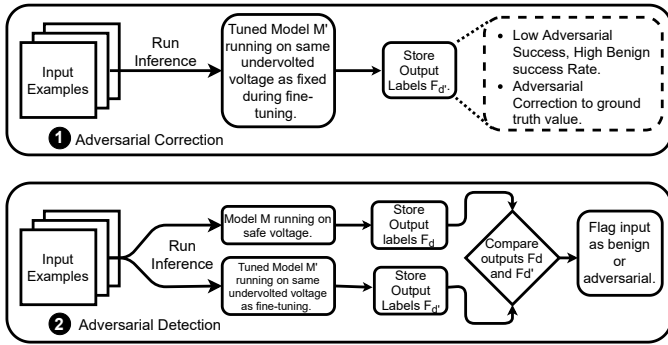 Input
Examples
Run
Inference
Tuned Model M'
running on same
undervolted
voltage as fixed
during fine-
tuning.
Store
Output
Labels Fd'.
• Low Adversarial
Success, High Benign
success Rate.
• Adversarial
Correction to ground
truth value.
1 Adversarial Correction
Input
Examples
Run
Inference
Model M running on
safe voltage.
Store
Output
labels Fd
Tuned Model M'
running on same
undervolted voltage
as fine-tuning.
Store
Output
Labels Fd'
Compare
outputs Fd
and Fd'
Flag input
as benign
or
adversarial.
2 Adversarial Detection